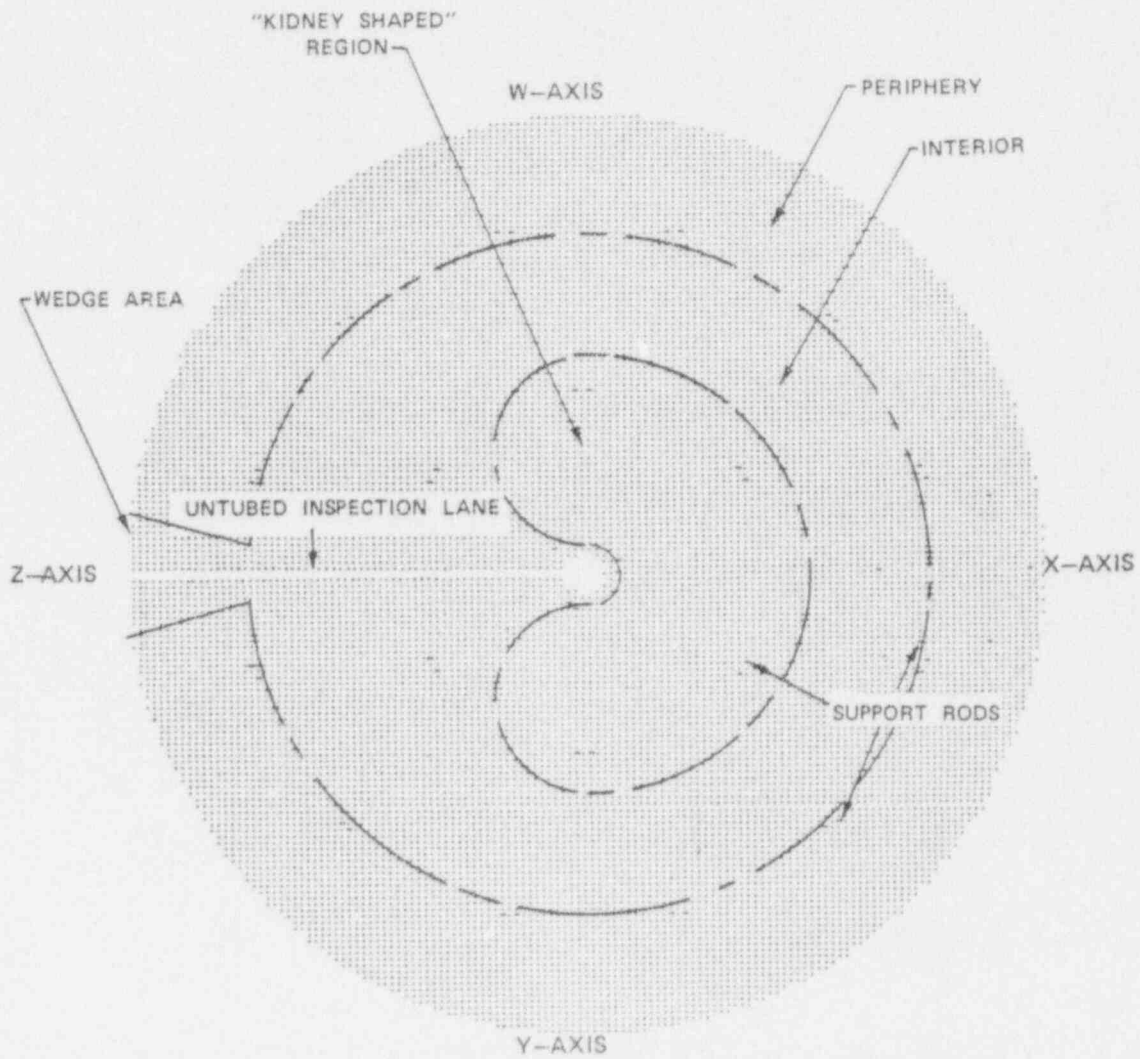 "KIDNEY SHAPED"
REGION
W-AXIS
PERIPHERY
INTERIOR
WEDGE AREA
UNTUBED INSPECTION LANE
Z-AXIS
X-AXIS
SUPPORT RODS
Y-AXIS